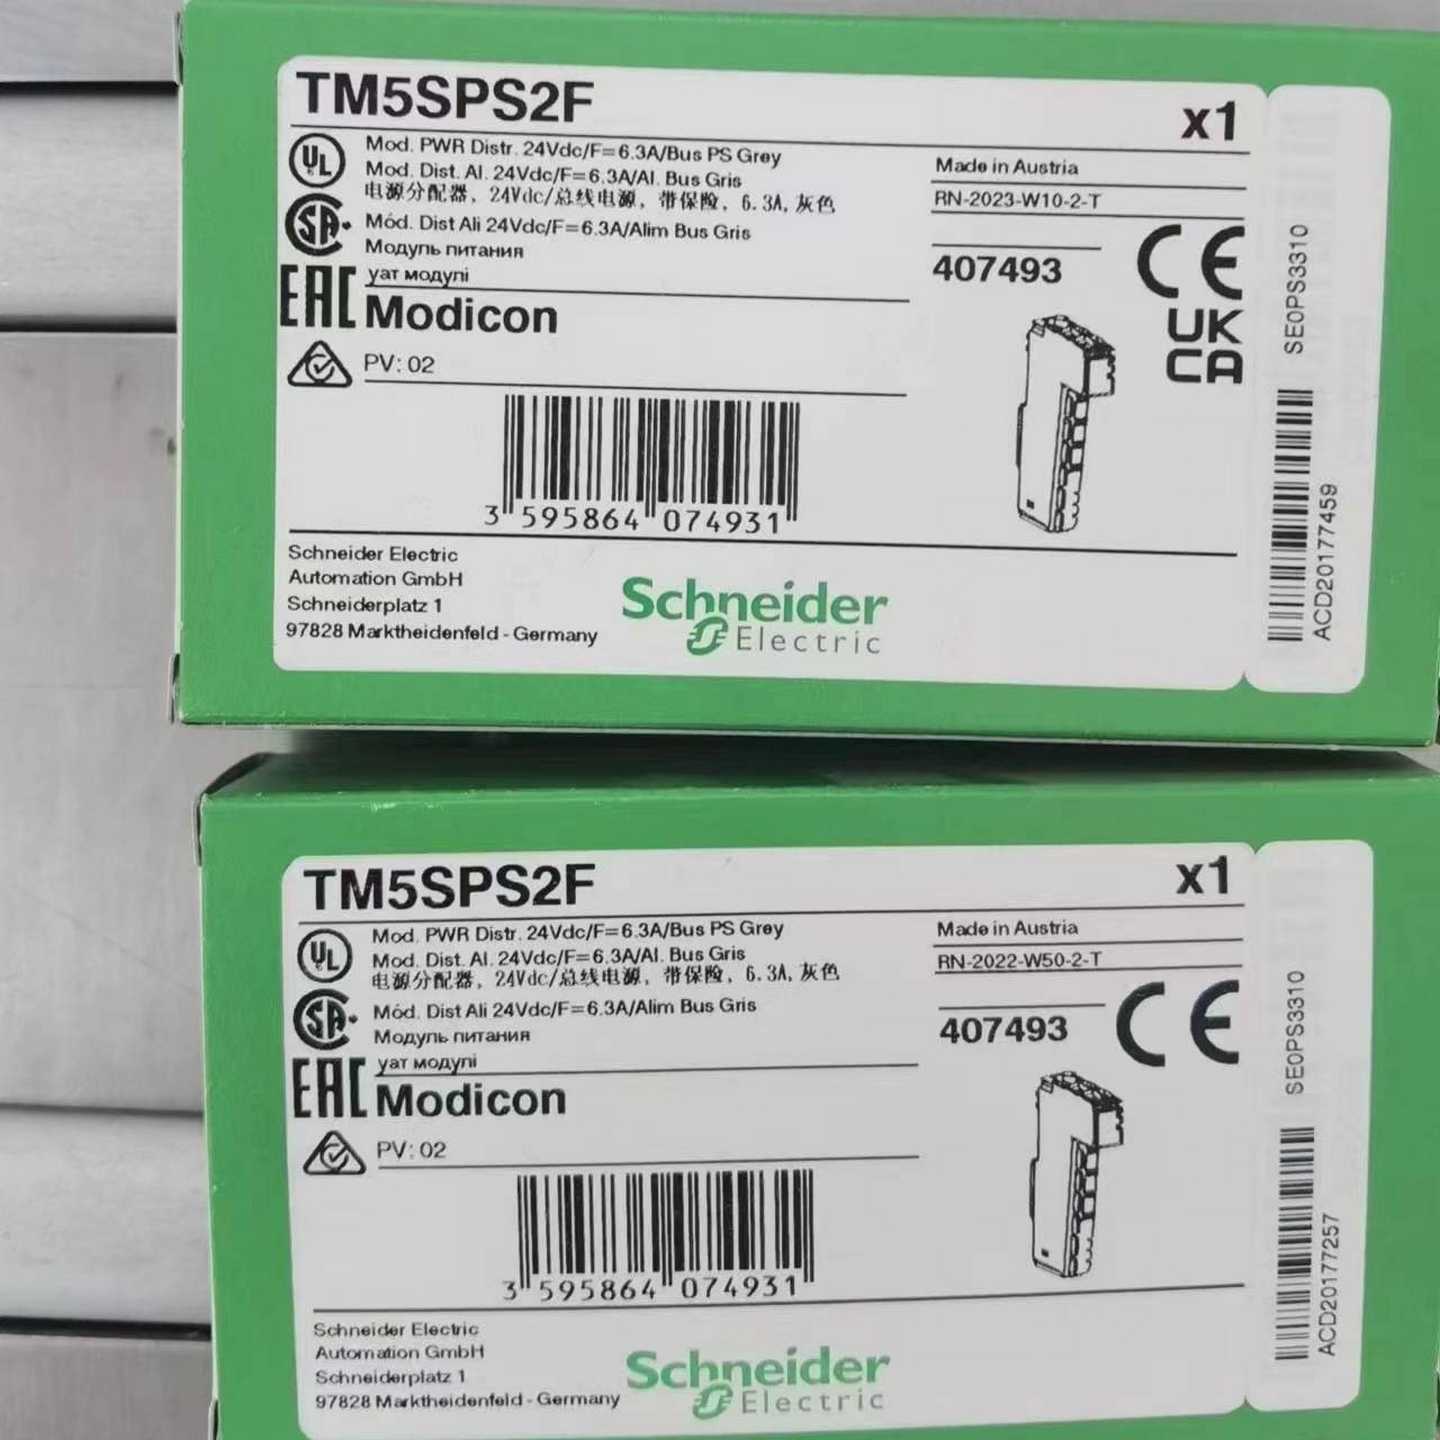 TM5SPS2F
x1
UL
Mod. PWR Distr. 24Vdc/F=6.3A/Bus PS Grey
Mod. Dist. Al. 24Vdc/F=6.3A/Al. Bus Gris
电源分配器, 24Vdc/总线电源, 带保险, 6.3A, 灰色
SA
Mód. Dist Ali 24Vdc/F=6.3A/Alim Bus Gris
Модуль питания
уат модулі
EAC
Modicon
PV: 02
Made in Austria
RN-2023-W10-2-T
407493
CE
UK
CA
3 595864 074931
SE0PS3310
ACD20177459
Schneider Electric
Automation GmbH
Schneiderplatz 1
97828 Marktheidenfeld - Germany
Schneider
Electric
TM5SPS2F
x1
UL
Mod. PWR Distr. 24Vdc/F=6.3A/Bus PS Grey
Mod. Dist. Al. 24Vdc/F=6.3A/Al. Bus Gris
电源分配器, 24Vdc/总线电源, 带保险, 6.3A, 灰色
SA
Mód. Dist Ali 24Vdc/F=6.3A/Alim Bus Gris
Модуль питания
уат модулі
EAC
Modicon
PV: 02
Made in Austria
RN-2022-W50-2-T
407493
CE
3 595864 074931
SE0PS3310
ACD20177257
Schneider Electric
Automation GmbH
Schneiderplatz 1
97828 Marktheidenfeld - Germany
Schneider
Electric